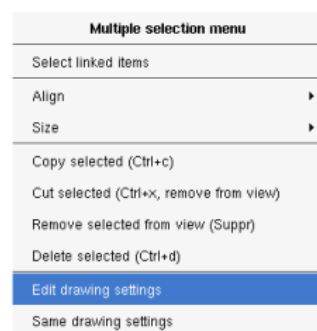 Multiple selection menu
Select linked items
Align
Size
Copy selected (Ctrl+c)
Cut selected (Ctrl+x, remove from view)
Remove selected from view (Suppr)
Delete selected (Ctrl+d)
Edit drawing settings
Same drawing settings